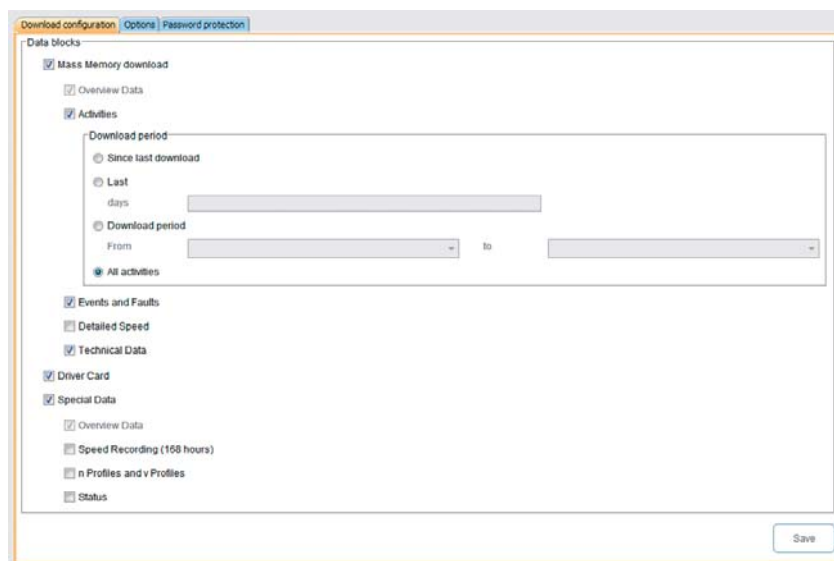 Download configuration Options Password protection
Data blocks
Mass Memory download
Overview Data
Activities
Download period
Since last download
Last
days
Download period
From to
All activities
Events and Faults
Detailed Speed
Technical Data
Driver Card
Special Data
Overview Data
Speed Recording (168 hours)
n Profiles and v Profiles
Status
Save